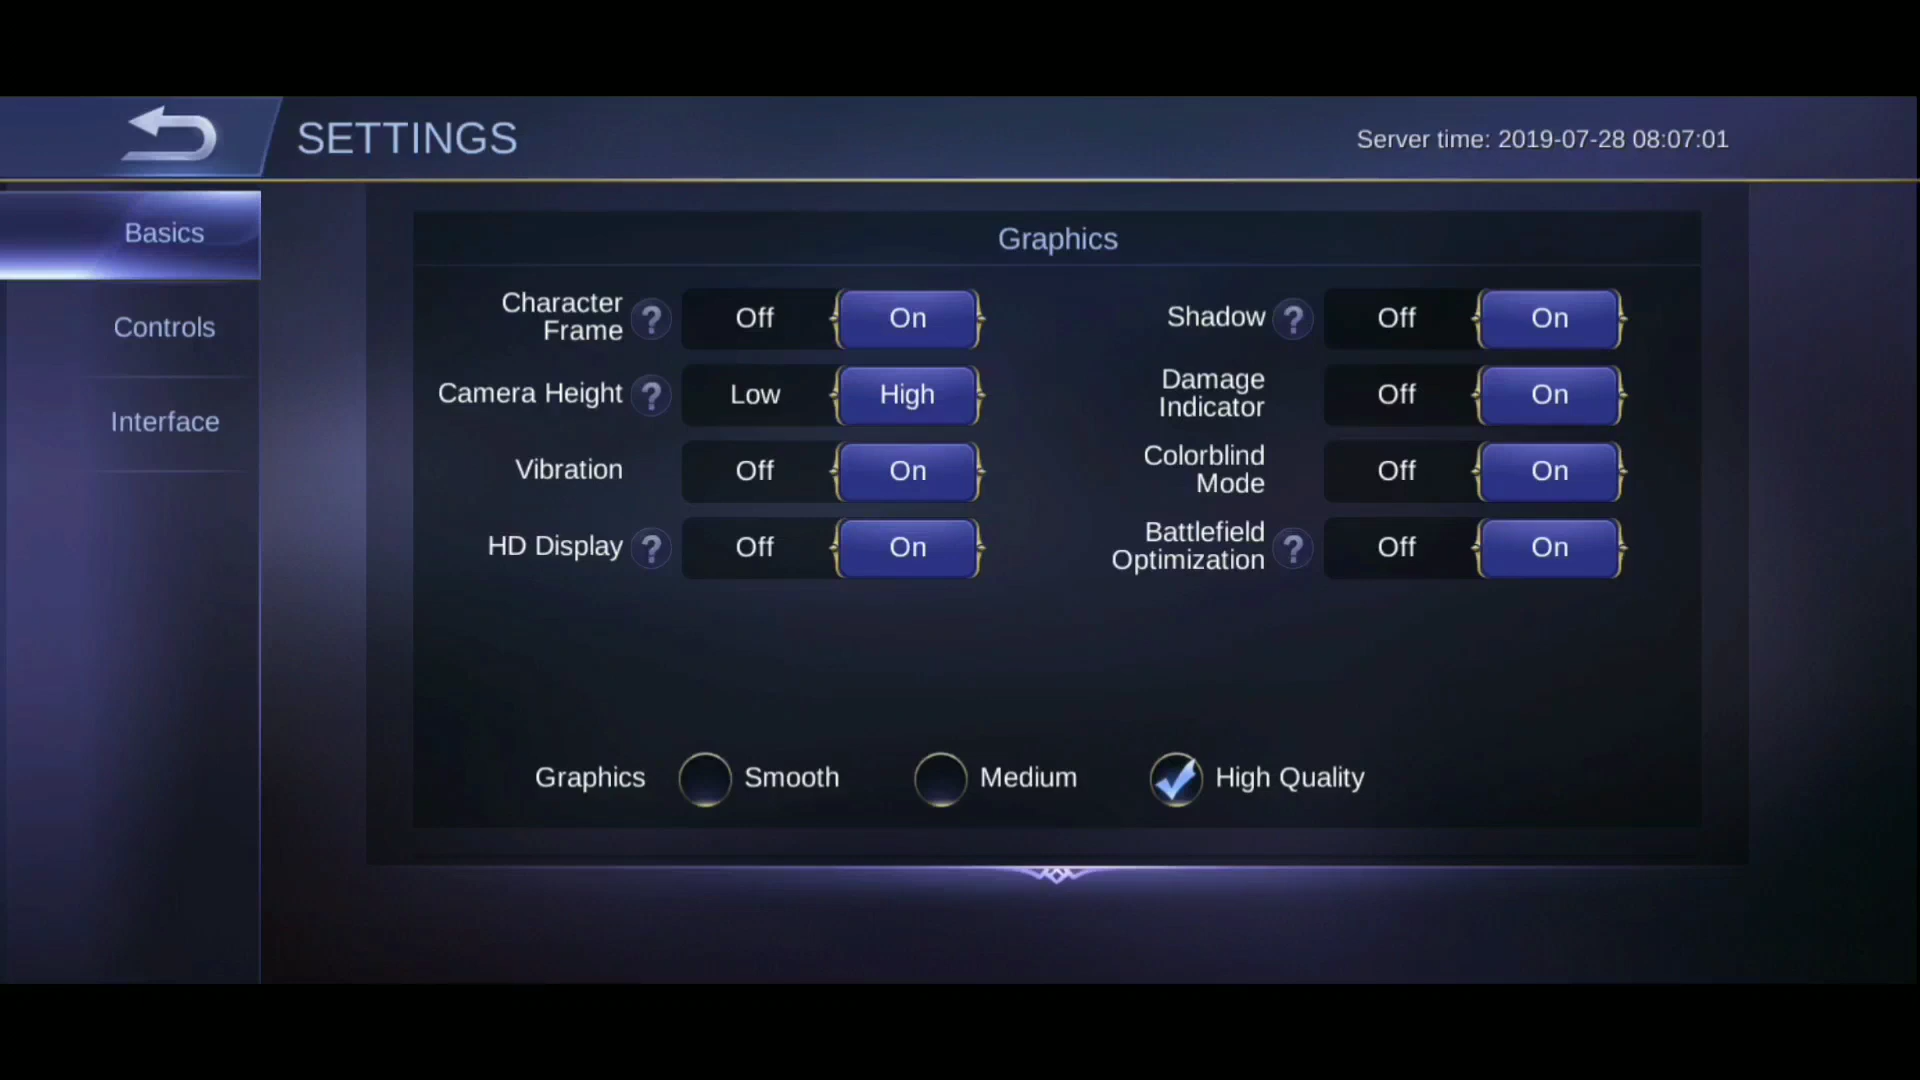 SETTINGS
Server time: 2019-07-28 08:07:01
Basics
Controls
Interface
Graphics
Character
Frame
?
Off
On
Shadow
?
Off
On
Camera Height
?
Low
High
Damage
Indicator
Off
On
Vibration
Off
On
Colorblind
Mode
Off
On
HD Display
?
Off
On
Battlefield
Optimization
?
Off
On
Graphics
Smooth
Medium
High Quality